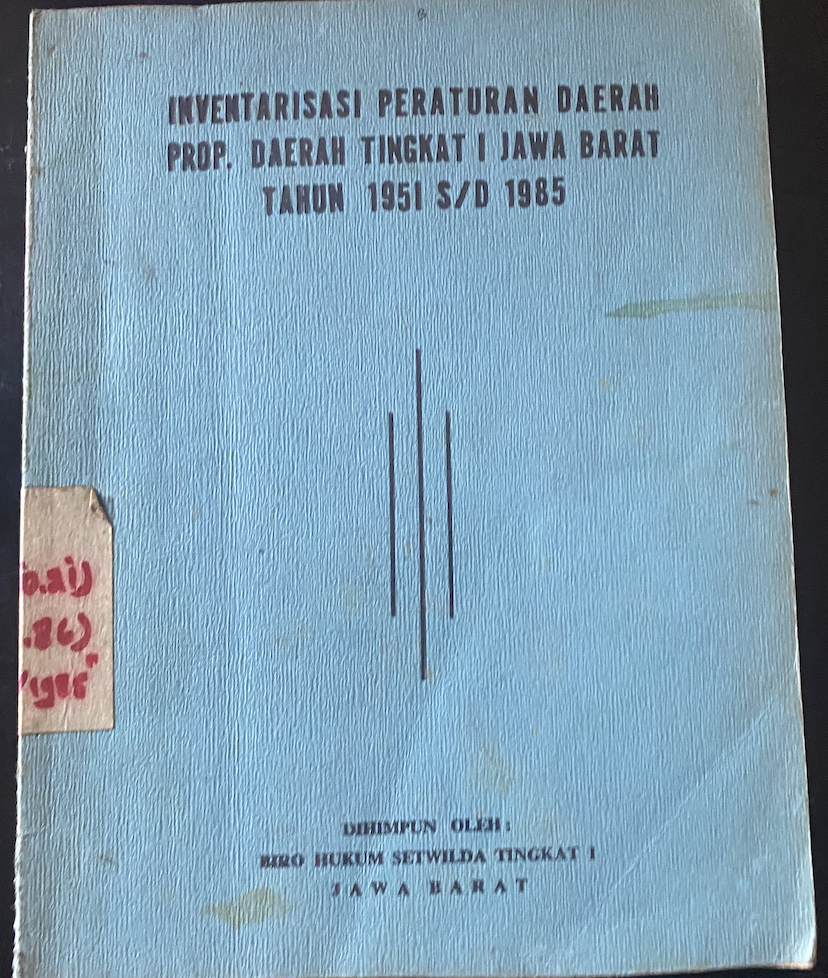 INVENTARISASI PERATURAN DAERAH
PROP. DAERAH TINGKAT I JAWA BARAT
TAHUN 1951 S/D 1985
.86)
DIHIMPUN OLEH :
BIRO HUKUM SETWILDA TINGKAT I
JAWA BARAT